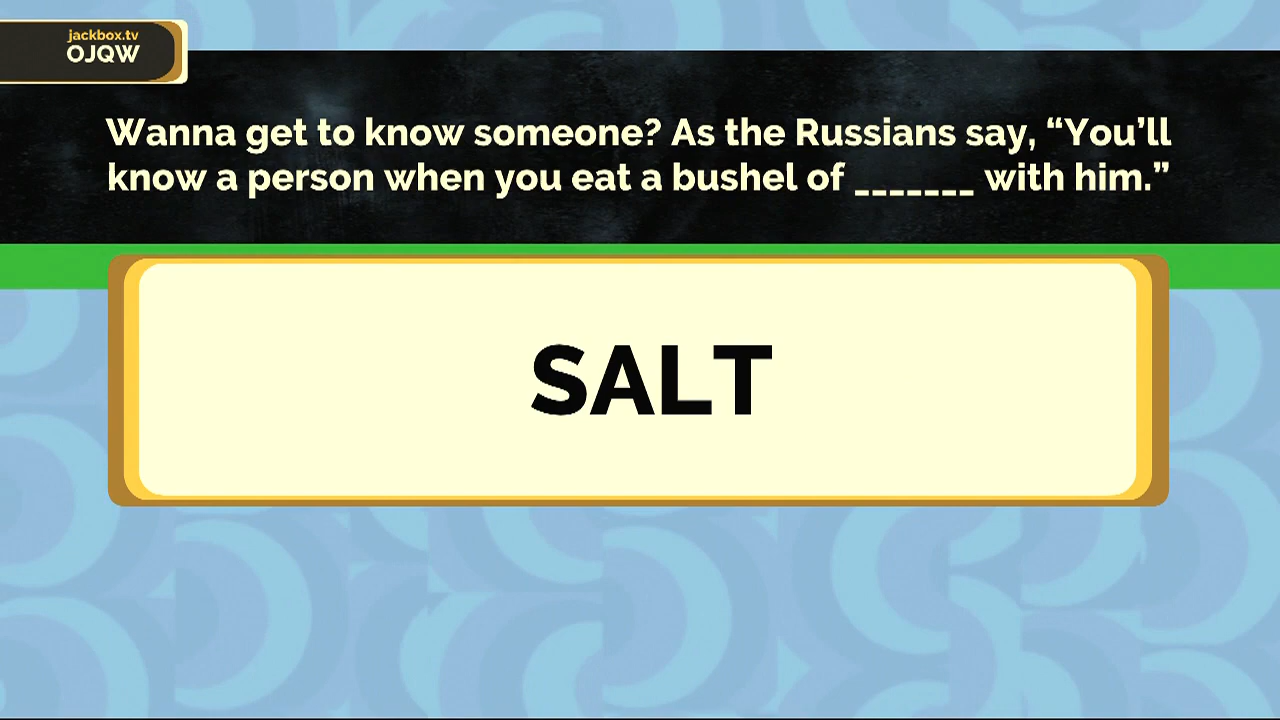 jackbox.tv
OJQW
Wanna get to know someone? As the Russians say, “You’ll
know a person when you eat a bushel of _______ with him.”
SALT